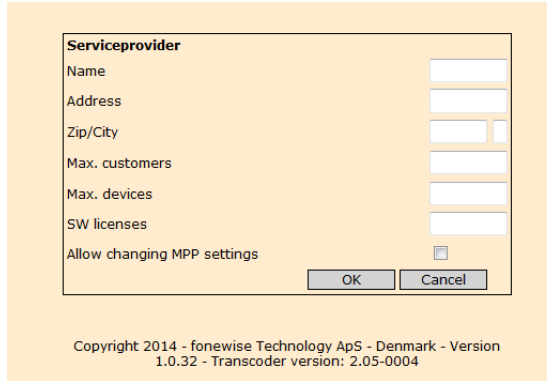 Serviceprovider
Name
Address
Zip/City
Max. customers
Max. devices
SW licenses
Allow changing MPP settings
OK Cancel
Copyright 2014 - fonewise Technology ApS - Denmark - Version
1.0.32 - Transcoder version: 2.05-0004